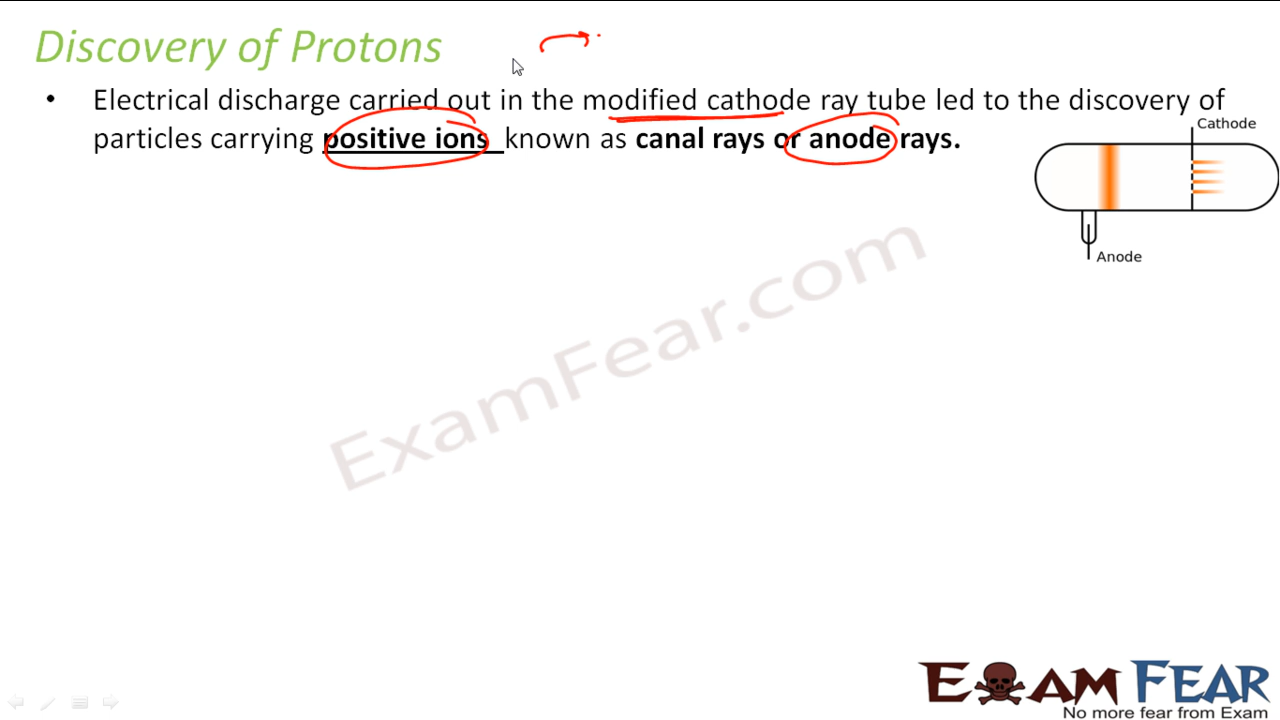 Discovery of Protons
• Electrical discharge carried out in the modified cathode ray tube led to the discovery of
particles carrying positive ions known as canal rays or anode rays.
Cathode
Anode
ExamFear.com
EXAM FEAR
No more fear from Exam